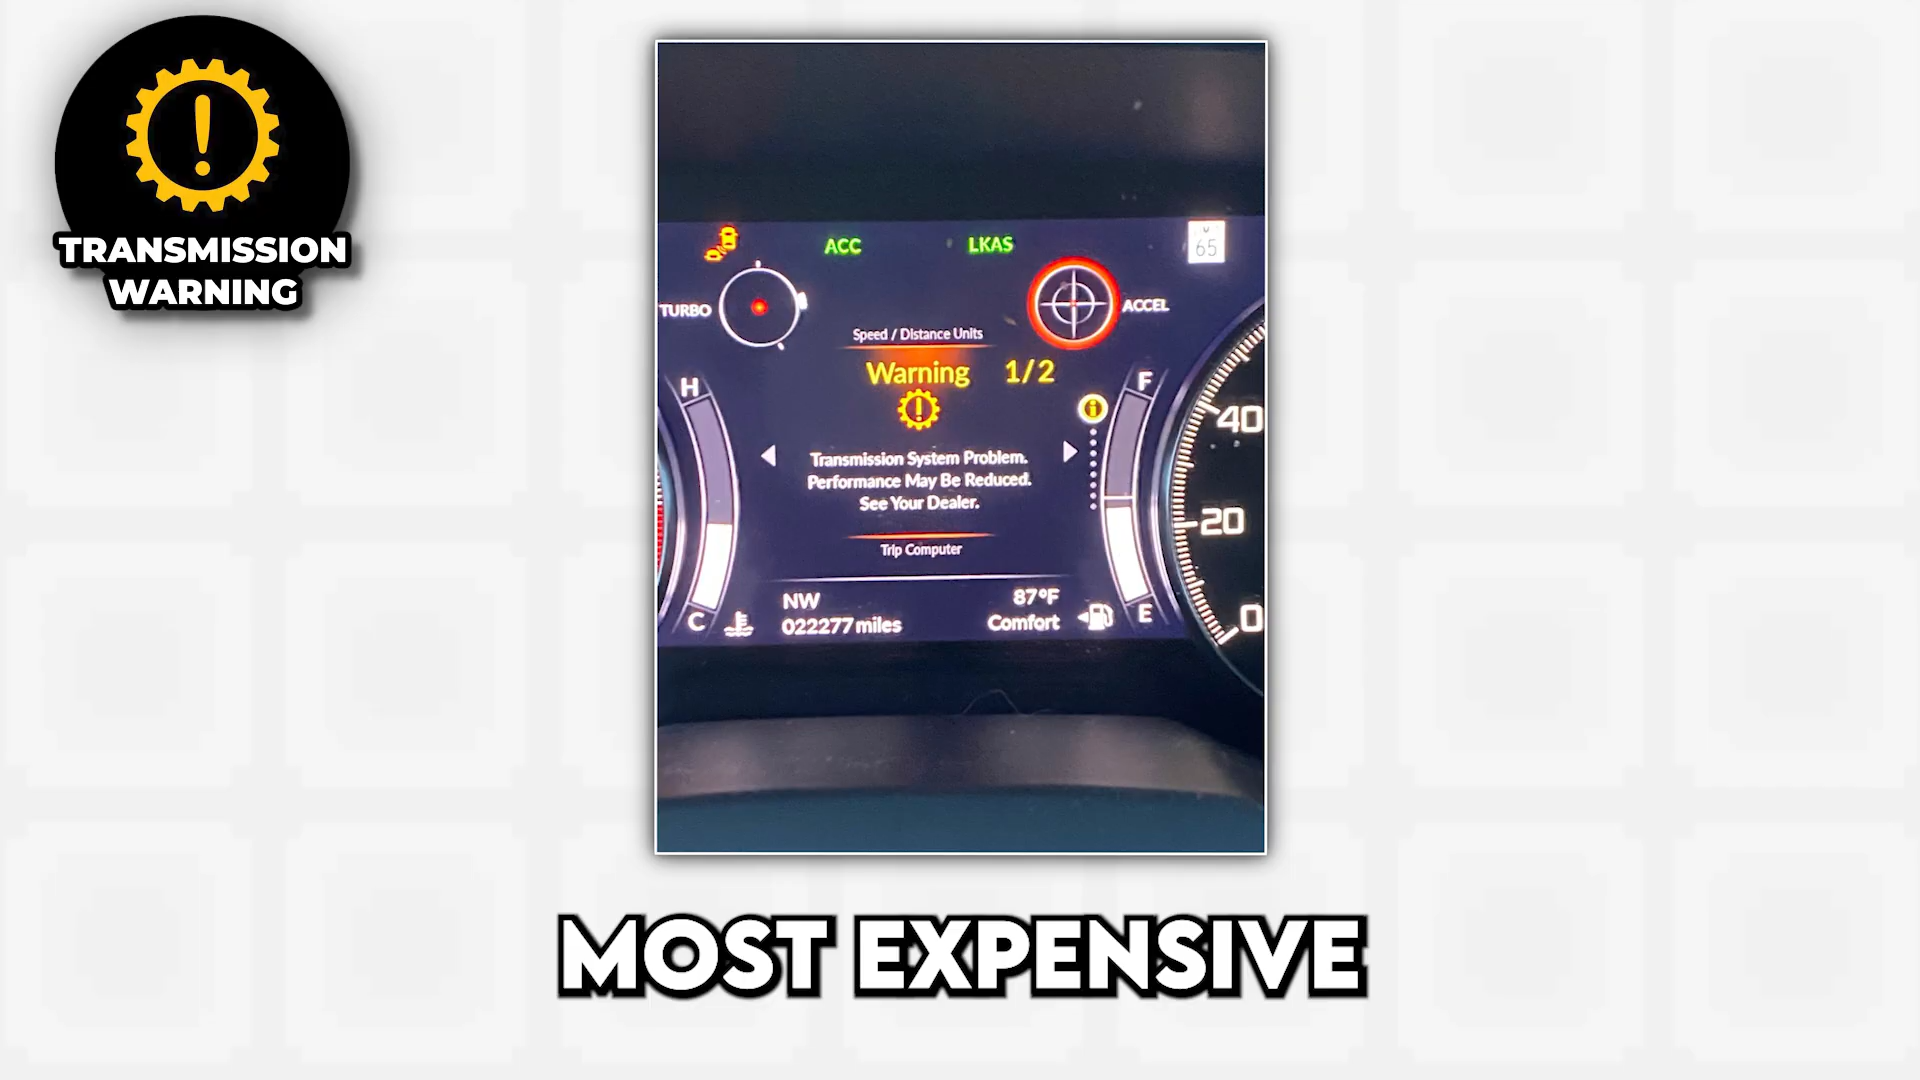 TRANSMISSION
WARNING
ACC
LKAS
65
TURBO
ACCEL
Speed / Distance Units
Warning 1/2
H
F
40
Transmission System Problem.
Performance May Be Reduced.
See Your Dealer.
20
Trip Computer
NW
87°F
022277 miles
Comfort
C
E
0
MOST EXPENSIVE